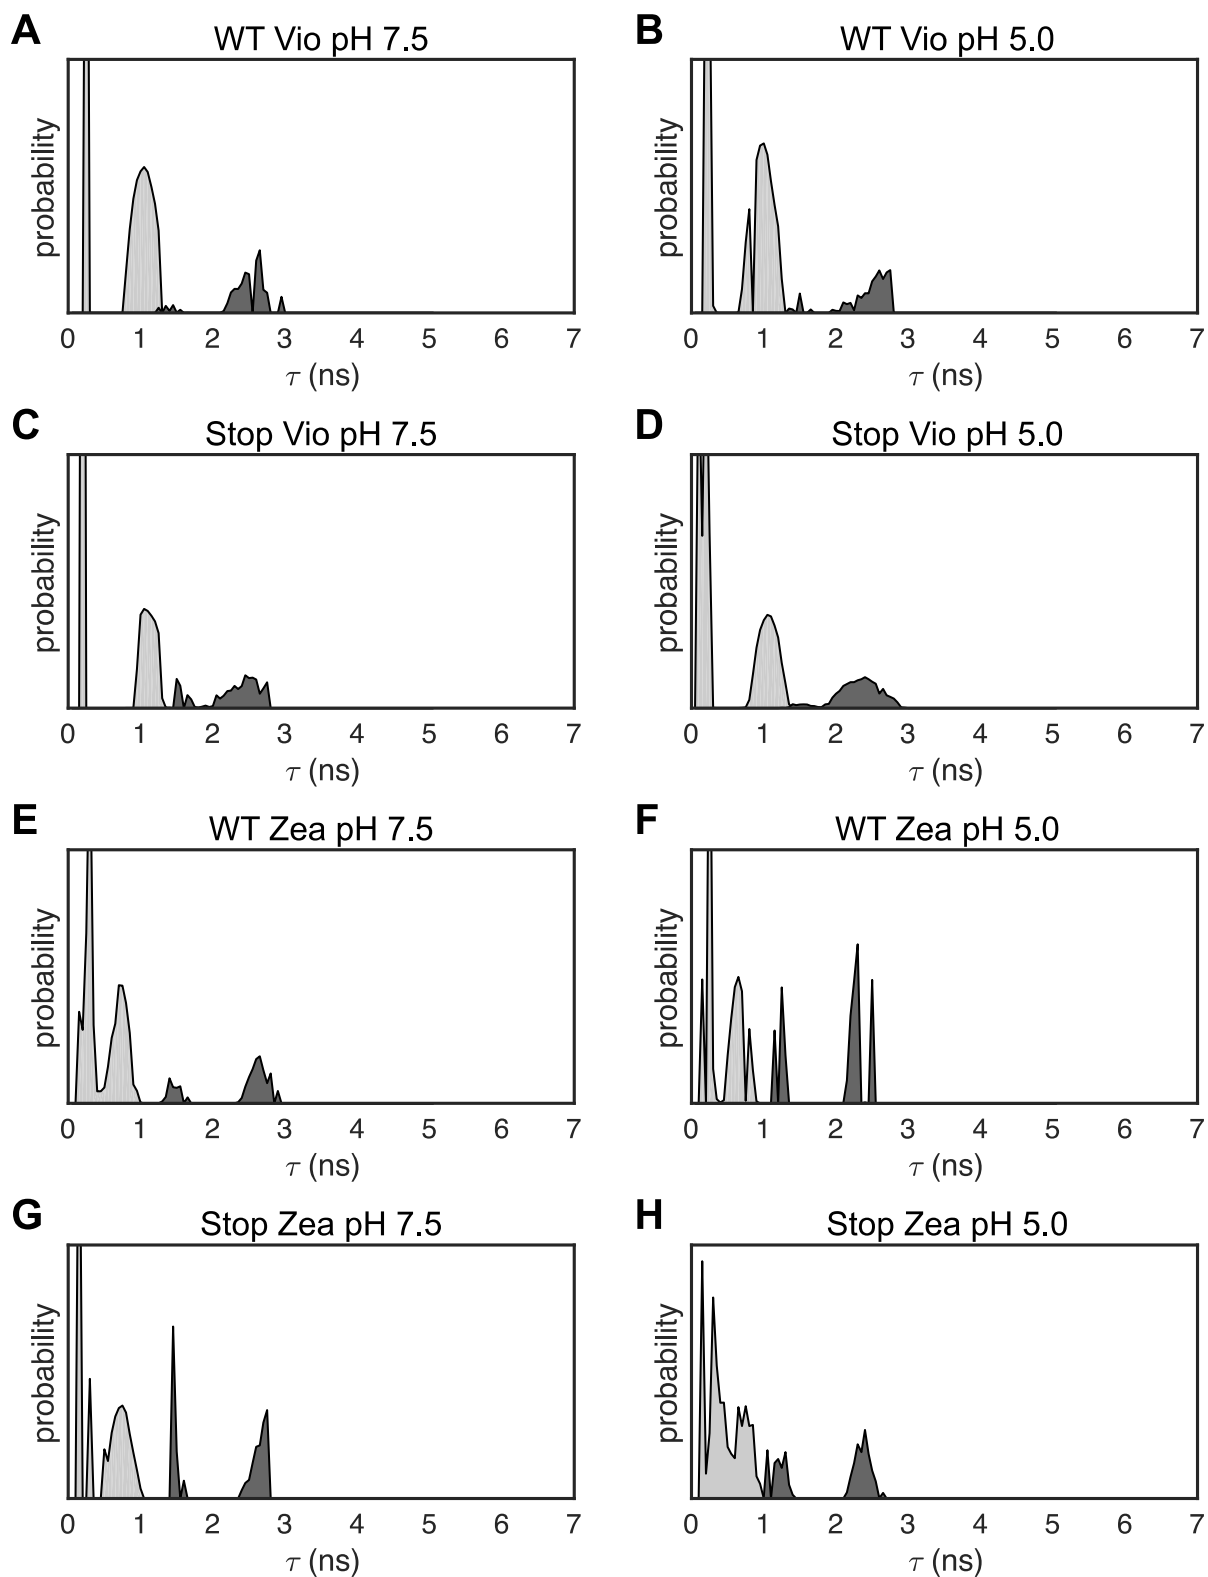 A
WT Vio pH 7.5
probability
0 1 2 3 4 5 6 7
τ (ns)
B
WT Vio pH 5.0
probability
0 1 2 3 4 5 6 7
τ (ns)
C
Stop Vio pH 7.5
probability
0 1 2 3 4 5 6 7
τ (ns)
D
Stop Vio pH 5.0
probability
0 1 2 3 4 5 6 7
τ (ns)
E
WT Zea pH 7.5
probability
0 1 2 3 4 5 6 7
τ (ns)
F
WT Zea pH 5.0
probability
0 1 2 3 4 5 6 7
τ (ns)
G
Stop Zea pH 7.5
probability
0 1 2 3 4 5 6 7
τ (ns)
H
Stop Zea pH 5.0
probability
0 1 2 3 4 5 6 7
τ (ns)